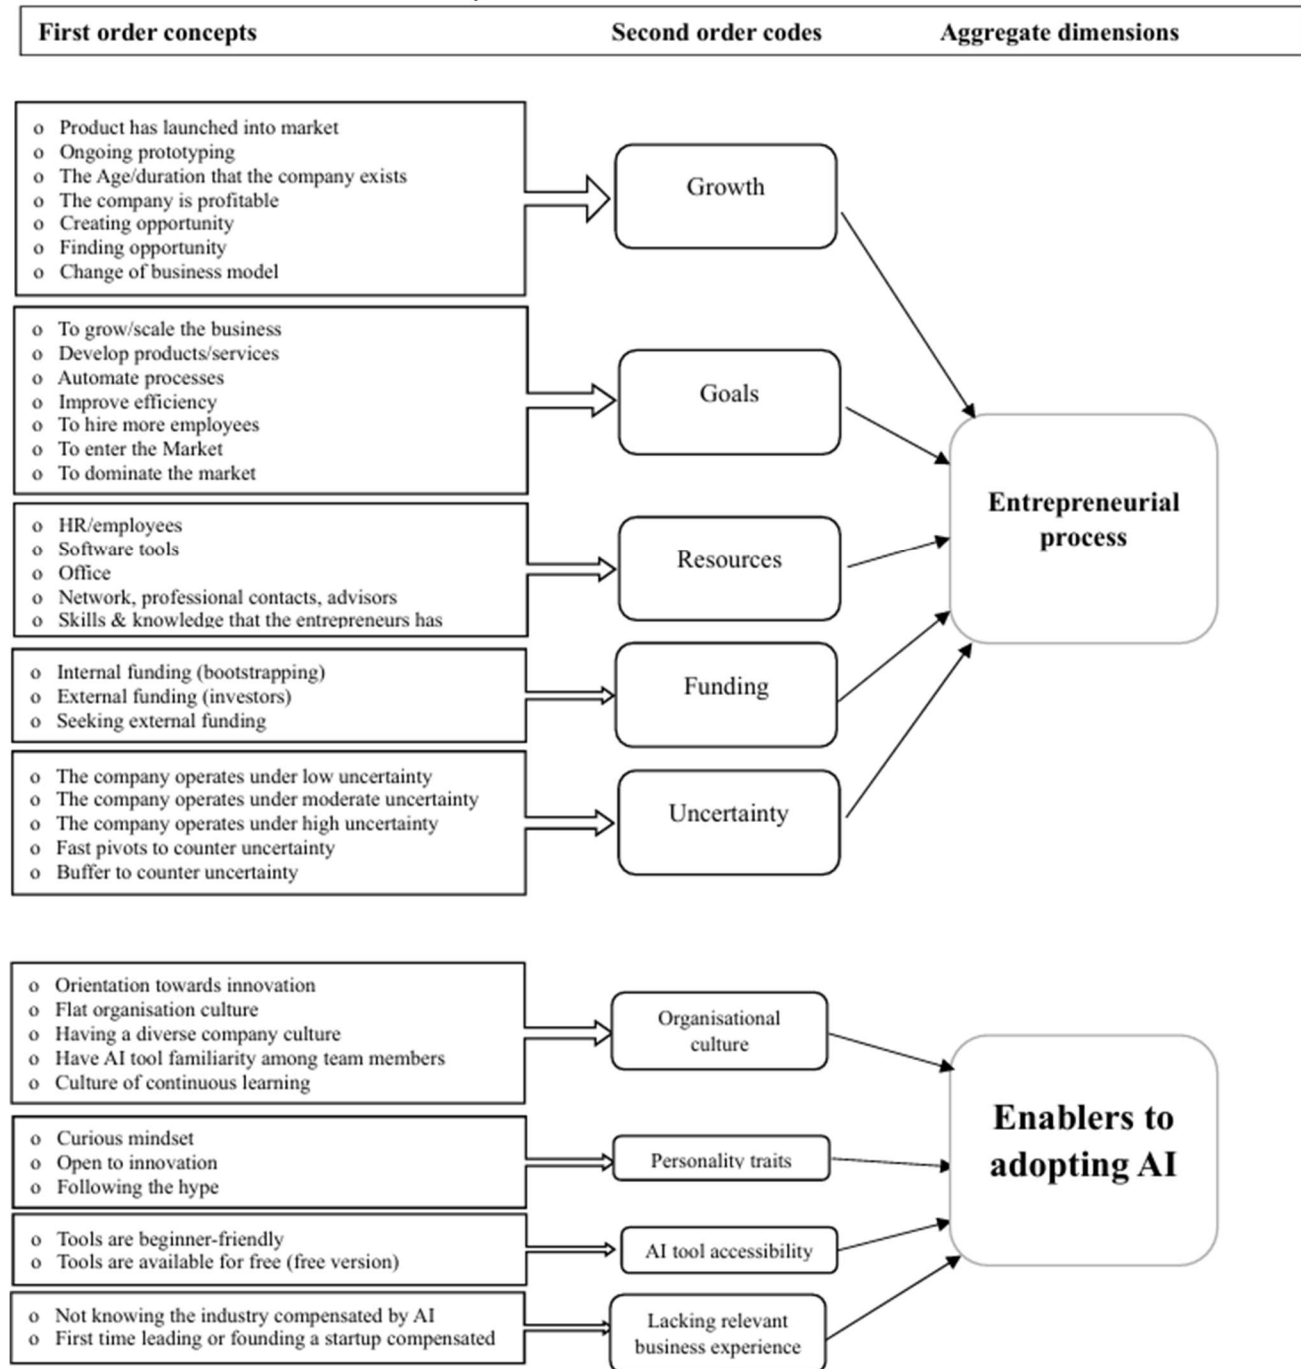 First order concepts Second order codes Aggregate dimensions
o Product has launched into market
o Ongoing prototyping
o The Age/duration that the company exists
o The company is profitable
o Creating opportunity
o Finding opportunity
o Change of business model
Growth
o To grow/scale the business
o Develop products/services
o Automate processes
o Improve efficiency
o To hire more employees
o To enter the Market
o To dominate the market
Goals
o HR/employees
o Software tools
o Office
o Network, professional contacts, advisors
o Skills & knowledge that the entrepreneurs has
Resources
o Internal funding (bootstrapping)
o External funding (investors)
o Seeking external funding
Funding
o The company operates under low uncertainty
o The company operates under moderate uncertainty
o The company operates under high uncertainty
o Fast pivots to counter uncertainty
o Buffer to counter uncertainty
Uncertainty
Entrepreneurial
process
o Orientation towards innovation
o Flat organisation culture
o Having a diverse company culture
o Have AI tool familiarity among team members
o Culture of continuous learning
Organisational
culture
o Curious mindset
o Open to innovation
o Following the hype
Personality traits
o Tools are beginner-friendly
o Tools are available for free (free version)
AI tool accessibility
o Not knowing the industry compensated by AI
o First time leading or founding a startup compensated
Lacking relevant
business experience
Enablers to
adopting AI